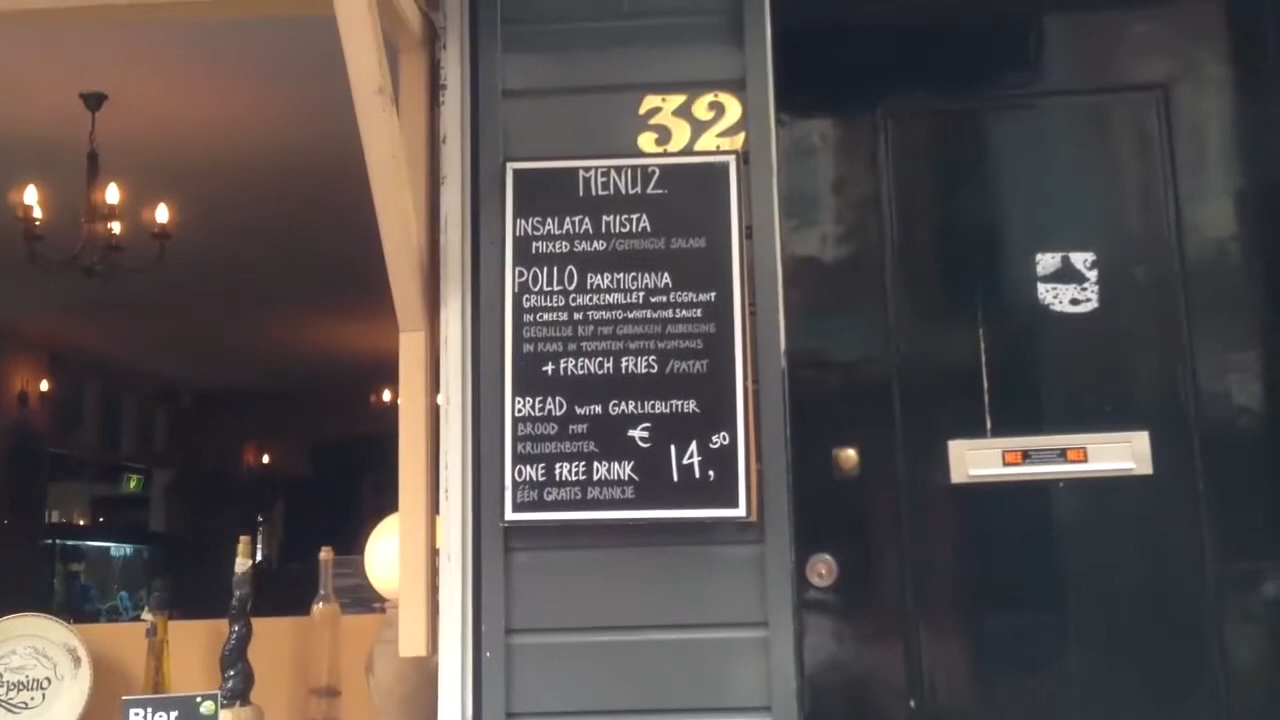 32
MENU 2.
INSALATA MISTA
MIXED SALAD / GEMENGDE SALADE
POLLO PARMIGIANA
GRILLED CHICKENFILLET WITH EGGPLANT
IN CHEESE IN TOMATO-WHITEWINE SAUCE
GEGRILLDE KIP MET GEBAKKEN AUBERGINE
IN KAAS IN TOMATEN-WITTEWIJNSAUS
+ FRENCH FRIES / PATAT
BREAD WITH GARLICBUTTER
BROOD MET
KRUIDENBOTER
€ 14,50
ONE FREE DRINK
ÉÉN GRATIS DRANKJE
NEE NEE
Bier